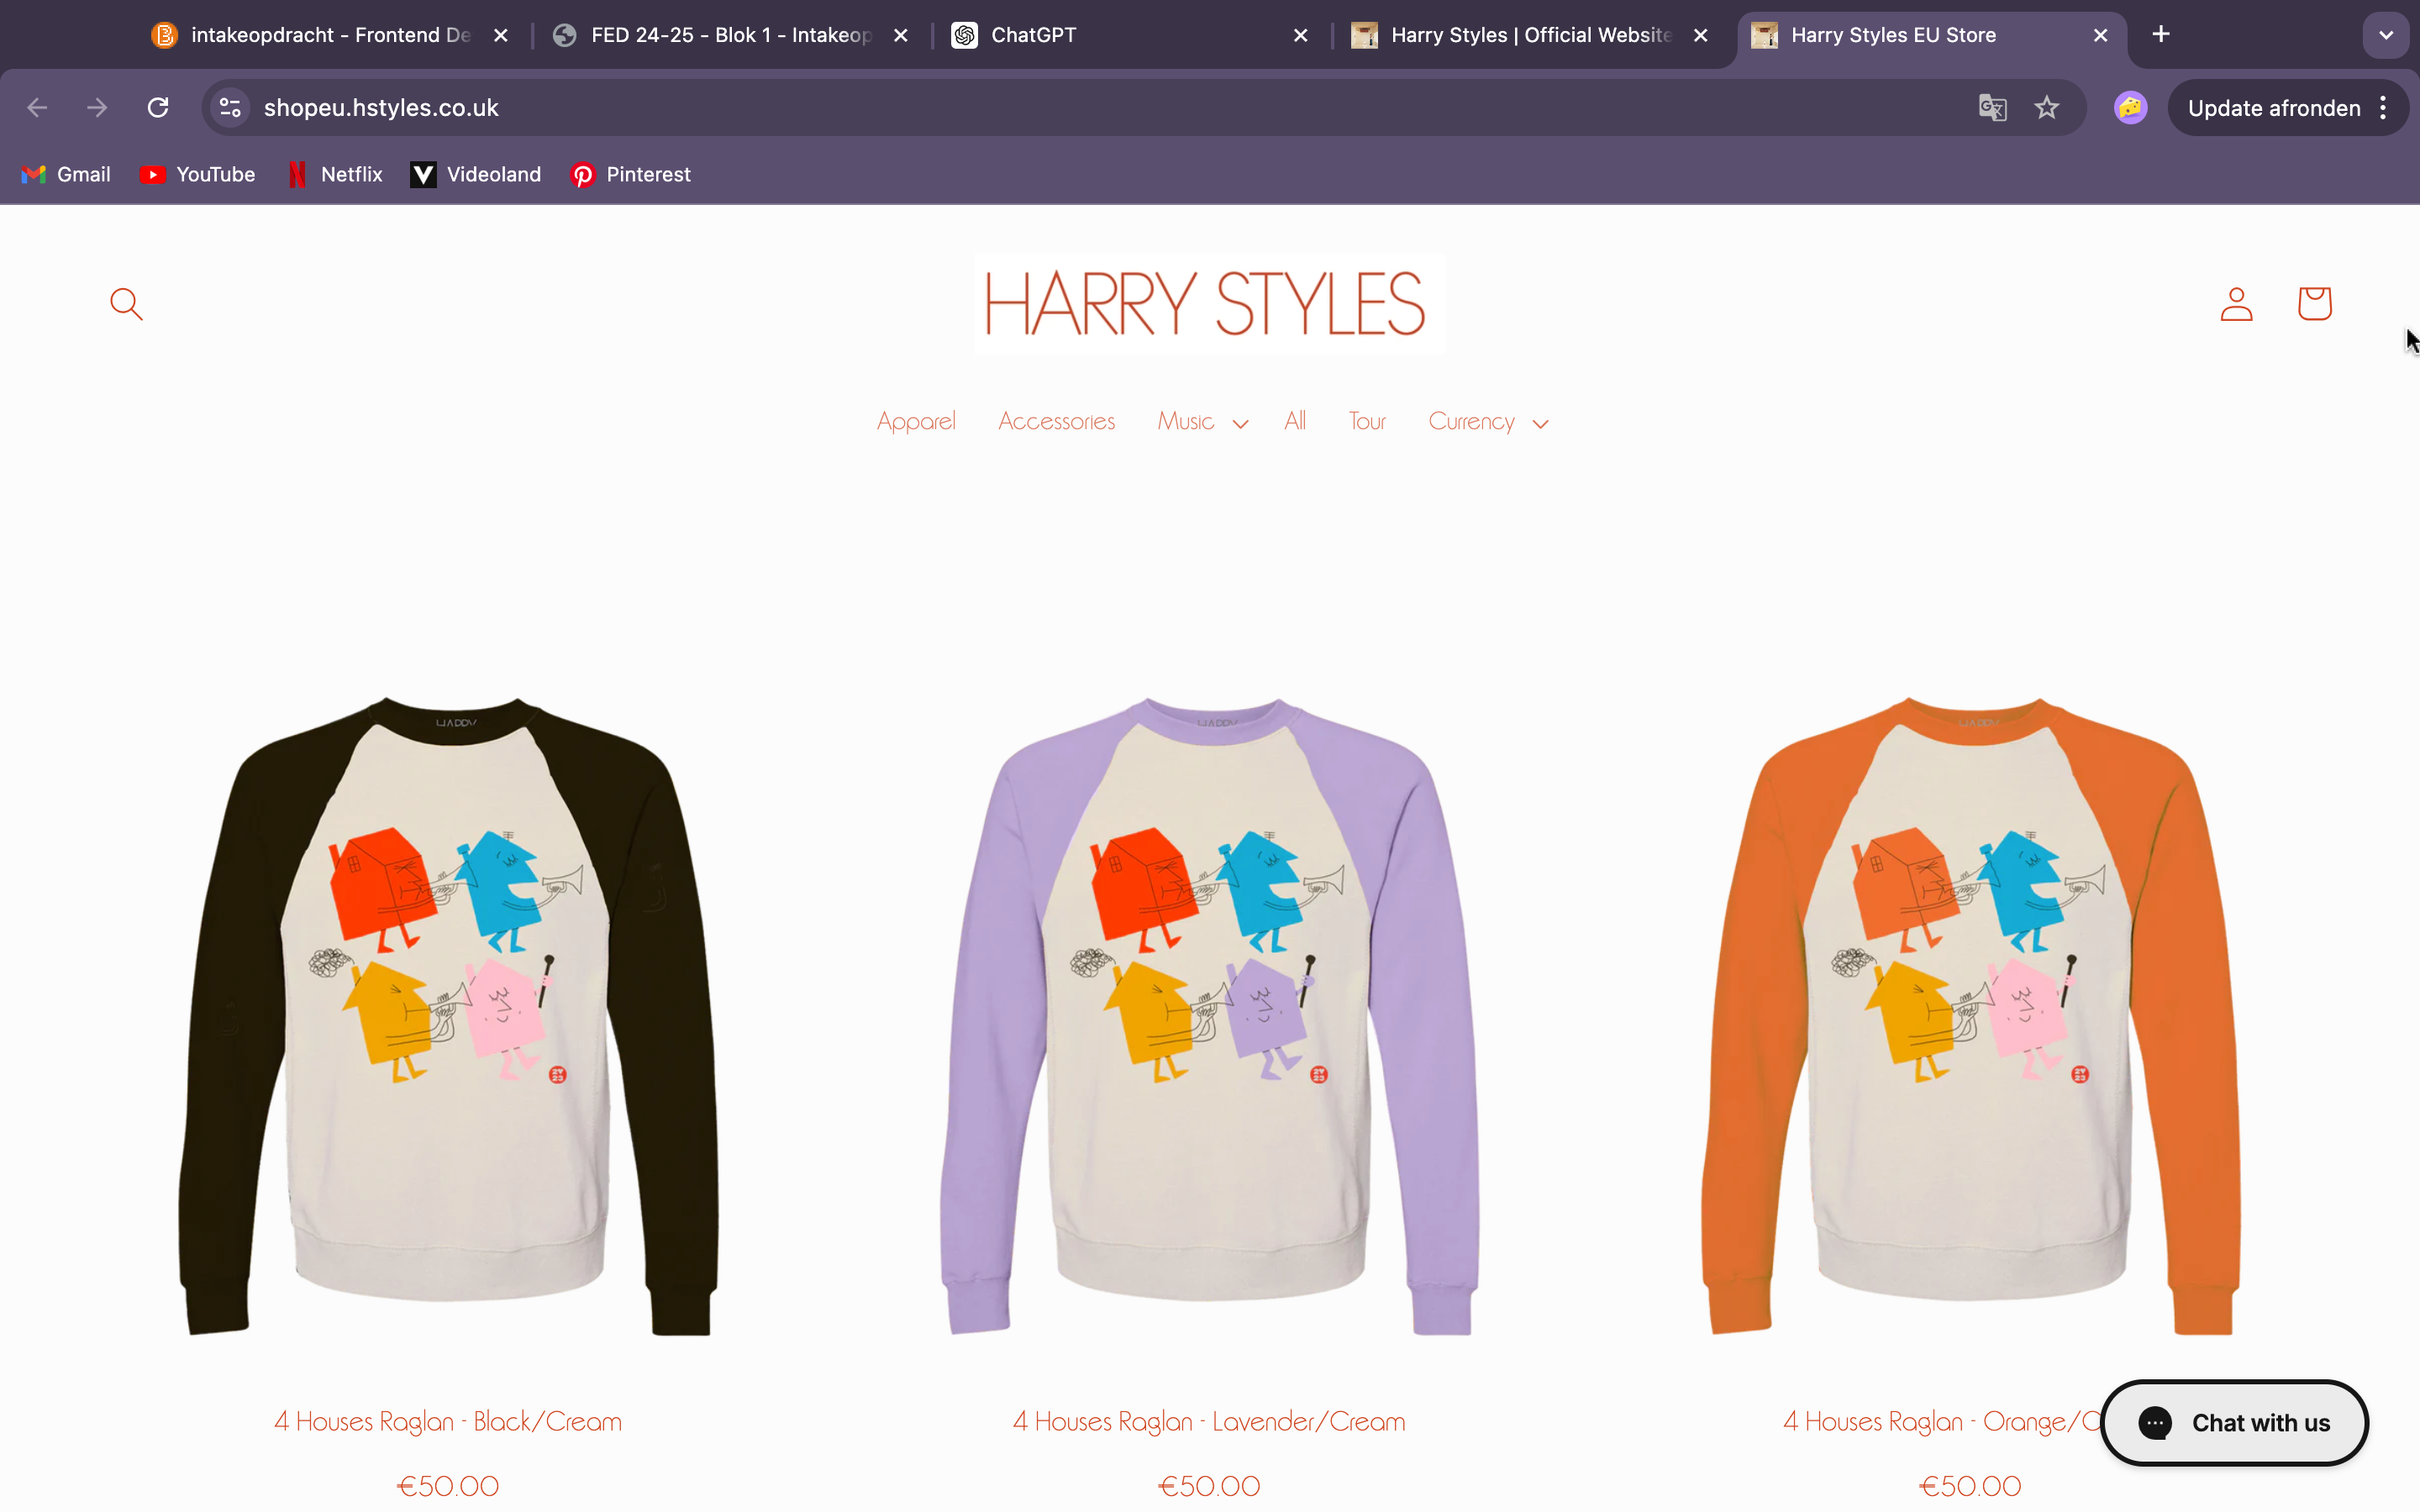 intakeopdracht - Frontend De
FED 24-25 - Blok 1 - Intakeop
ChatGPT
Harry Styles | Official Website
Harry Styles EU Store
shopeu.hstyles.co.uk
Update afronden
Gmail
YouTube
Netflix
Videoland
Pinterest
HARRY STYLES
Apparel Accessories Music All Tour Currency
4 Houses Raglan - Black/Cream
€50.00
4 Houses Raglan - Lavender/Cream
€50.00
4 Houses Raglan - Orange/C
€50.00
Chat with us